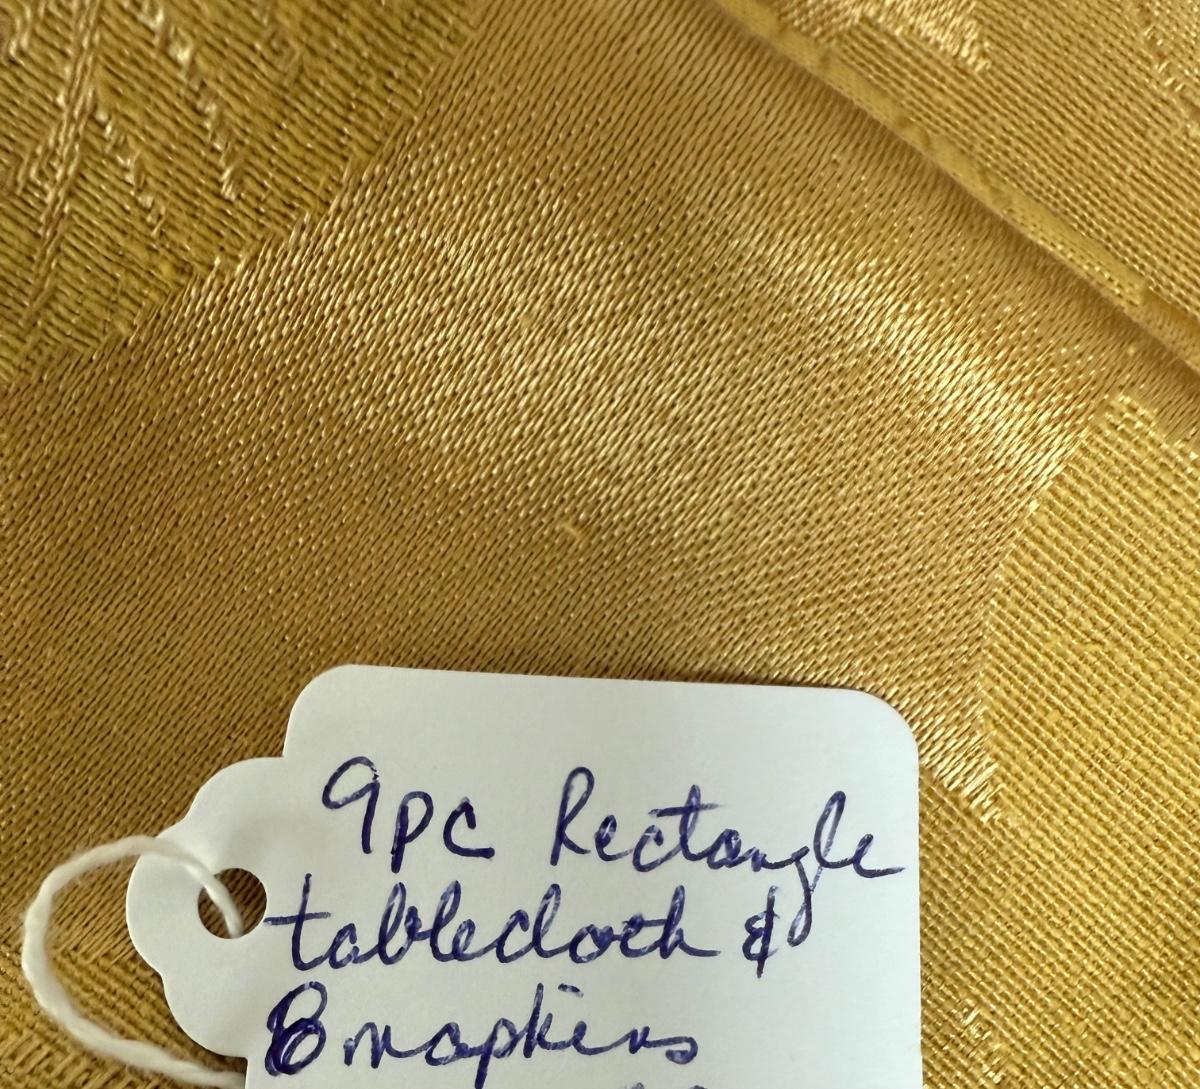 9pc Rectangle
tablecloth &
8 napkins